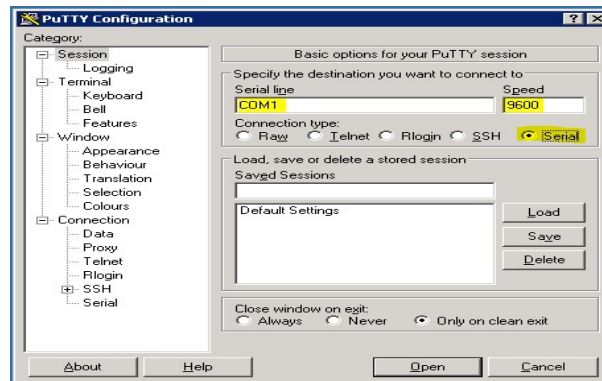 PuTTY Configuration
Category:
Session
Logging
Terminal
Keyboard
Bell
Features
Window
Appearance
Behaviour
Translation
Selection
Colours
Connection
Data
Proxy
Telnet
Rlogin
SSH
Serial
Basic options for your PuTTY session
Specify the destination you want to connect to
Serial line Speed
COM1 9600
Connection type:
Raw Telnet Rlogin SSH Serial
Load, save or delete a stored session
Saved Sessions
Default Settings
Load
Save
Delete
Close window on exit:
Always Never Only on clean exit
About Help Open Cancel